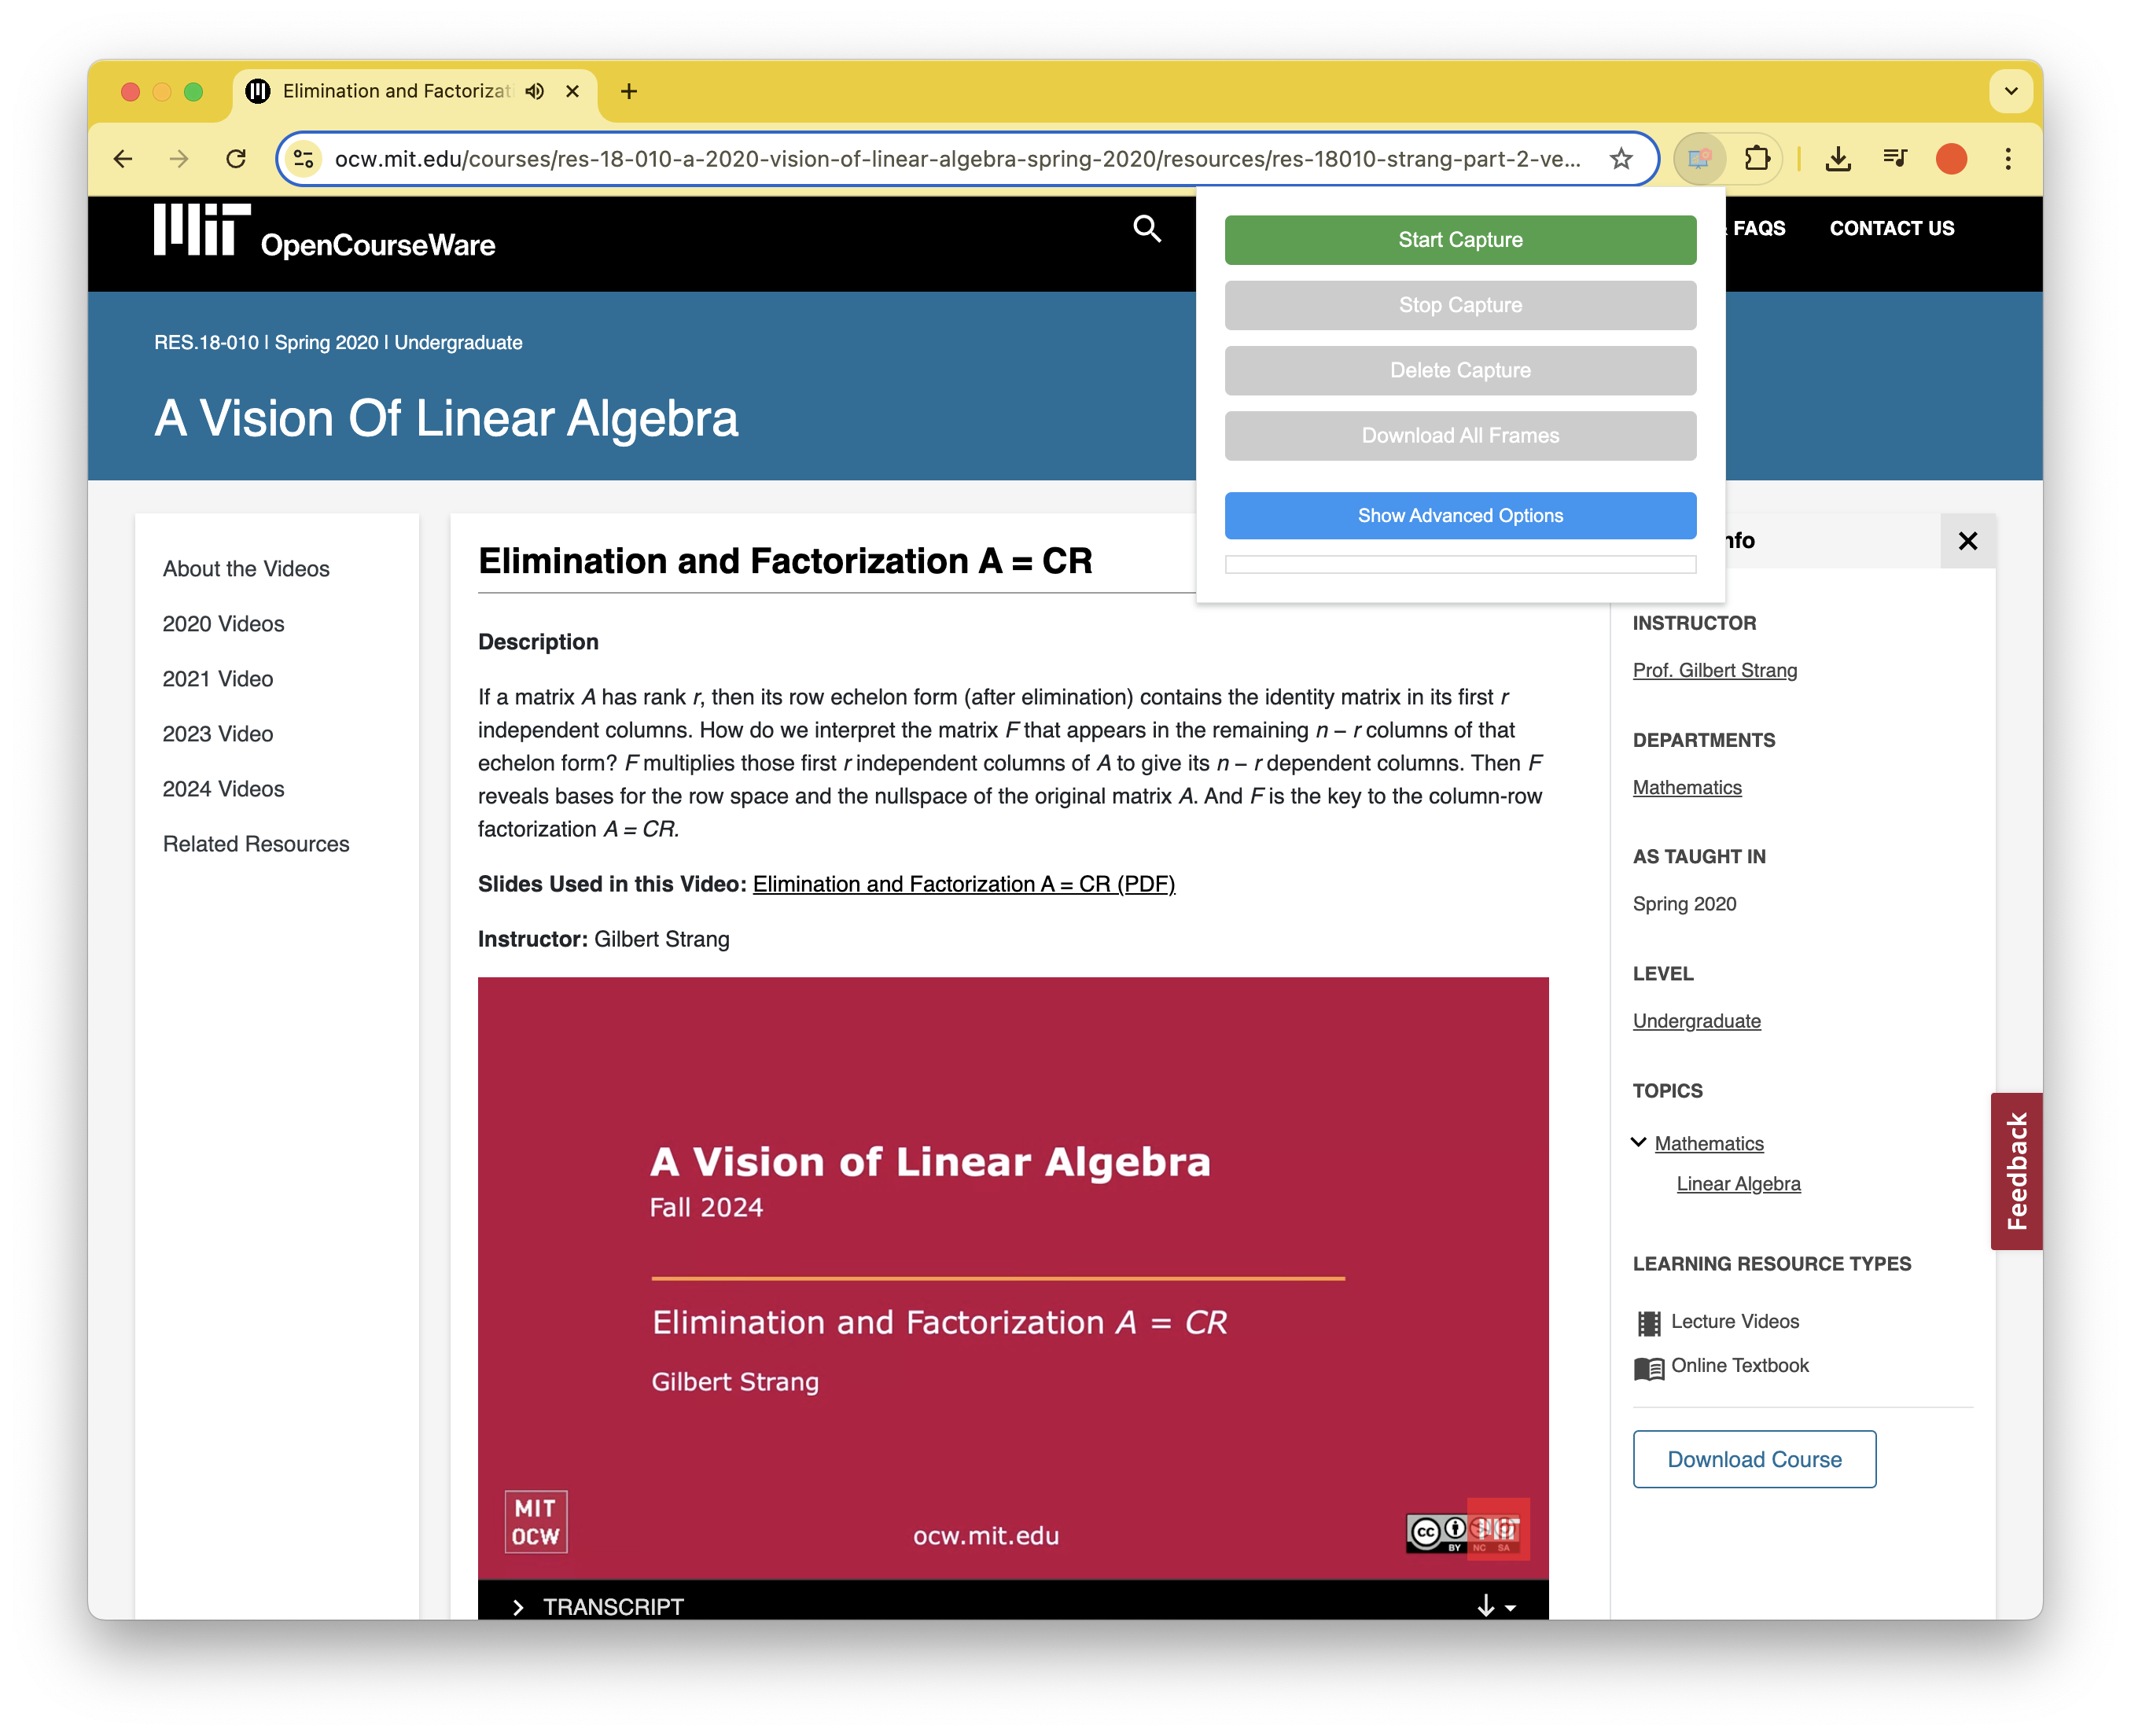 Elimination and Factorizat
ocw.mit.edu/courses/res-18-010-a-2020-vision-of-linear-algebra-spring-2020/resources/res-18010-strang-part-2-ve...
MIT OpenCourseWare
FAQS
CONTACT US
Start Capture
Stop Capture
Delete Capture
Download All Frames
Show Advanced Options
RES.18-010 | Spring 2020 | Undergraduate
A Vision Of Linear Algebra
About the Videos
2020 Videos
2021 Video
2023 Video
2024 Videos
Related Resources
Elimination and Factorization A = CR
Description
If a matrix A has rank r, then its row echelon form (after elimination) contains the identity matrix in its first r
independent columns. How do we interpret the matrix F that appears in the remaining n – r columns of that
echelon form? F multiplies those first r independent columns of A to give its n – r dependent columns. Then F
reveals bases for the row space and the nullspace of the original matrix A. And F is the key to the column-row
factorization A = CR.
Slides Used in this Video: Elimination and Factorization A = CR (PDF)
Instructor: Gilbert Strang
A Vision of Linear Algebra
Fall 2024
Elimination and Factorization A = CR
Gilbert Strang
MIT
OCW
ocw.mit.edu
CC
BY NC SA
MIT
TRANSCRIPT
nfo
INSTRUCTOR
Prof. Gilbert Strang
DEPARTMENTS
Mathematics
AS TAUGHT IN
Spring 2020
LEVEL
Undergraduate
TOPICS
Mathematics
Linear Algebra
LEARNING RESOURCE TYPES
Lecture Videos
Online Textbook
Download Course
Feedback